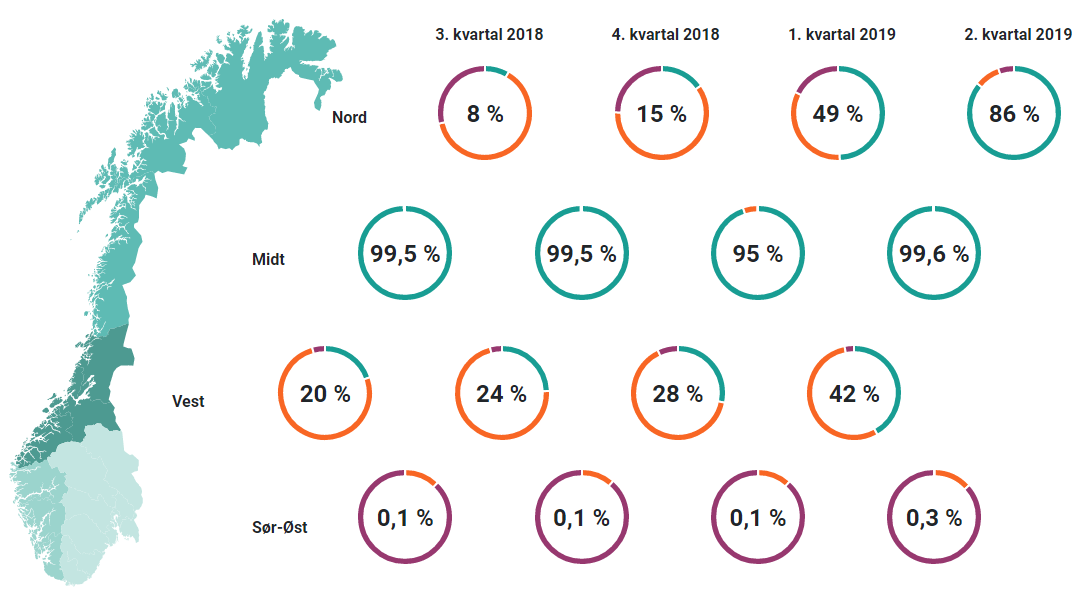 3. kvartal 2018 4. kvartal 2018 1. kvartal 2019 2. kvartal 2019
Nord 8 % 15 % 49 % 86 %
Midt 99,5 % 99,5 % 95 % 99,6 %
Vest 20 % 24 % 28 % 42 %
Sør-Øst 0,1 % 0,1 % 0,1 % 0,3 %